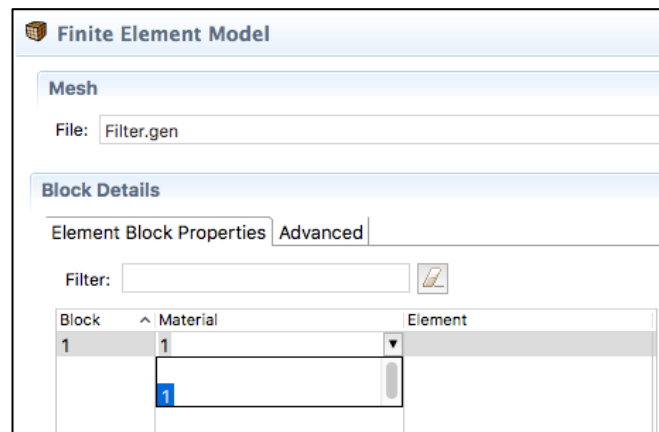 Finite Element Model
Mesh
File: Filter.gen
Block Details
Element Block Properties Advanced
Filter:
Block Material Element
1 1
1